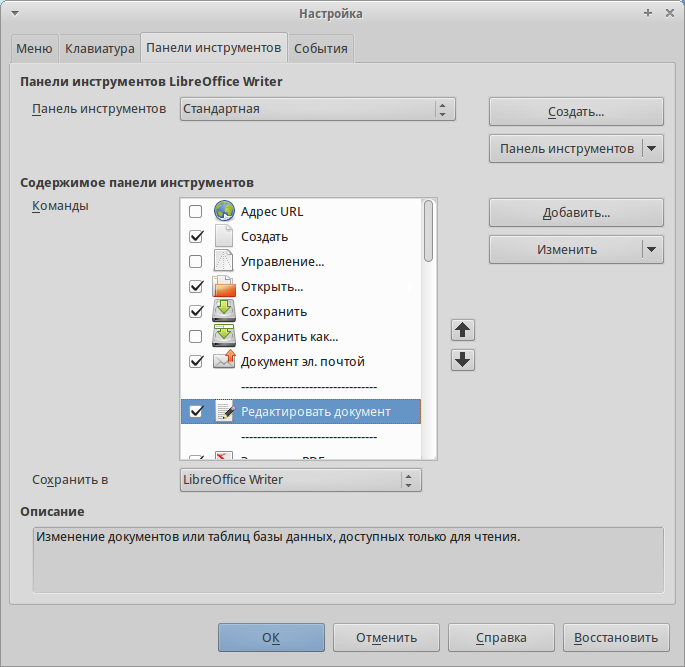 Настройка
Меню Клавиатура Панели инструментов События
Панели инструментов LibreOffice Writer
Панель инструментов Стандартная Создать...
Панель инструментов
Содержимое панели инструментов
Команды
Адрес URL
Добавить...
Создать
Изменить
Управление...
Открыть...
Сохранить
Сохранить как...
Документ эл. почтой
----------------------------------
Редактировать документ
----------------------------------
Сохранить в LibreOffice Writer
Описание
Изменение документов или таблиц базы данных, доступных только для чтения.
OK Отменить Справка Восстановить